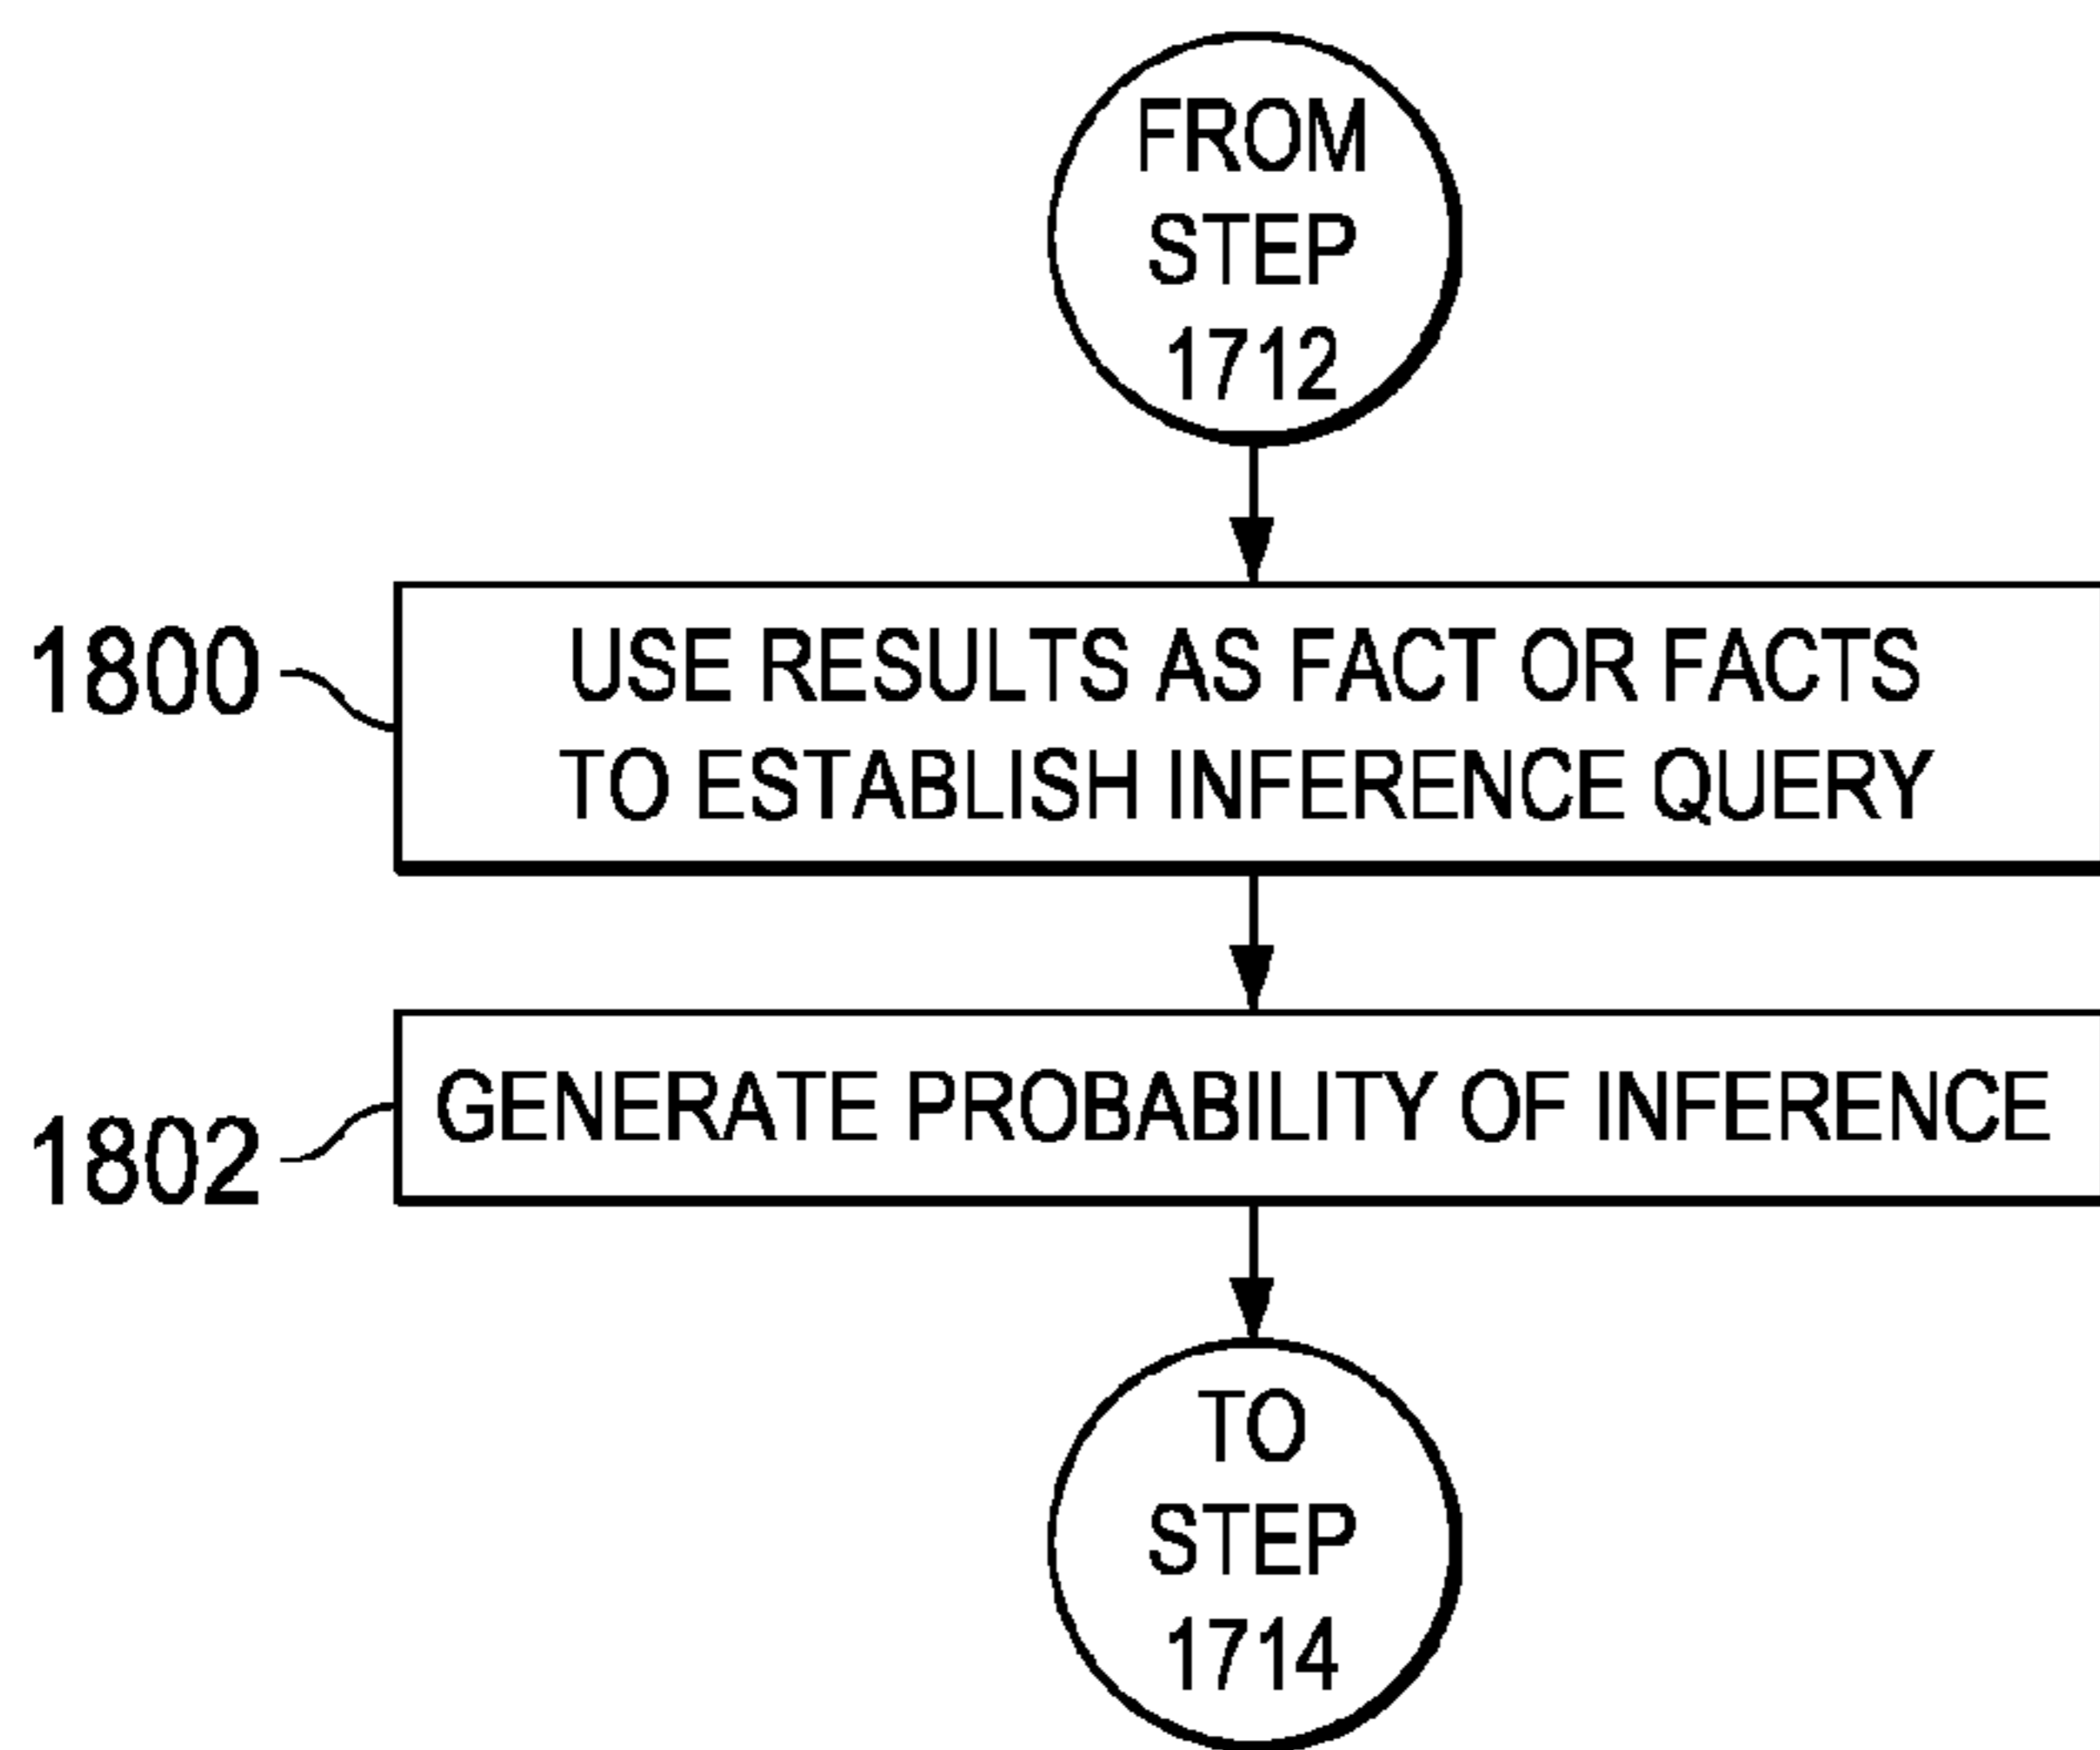 FROM
STEP
1712
1800
USE RESULTS AS FACT OR FACTS
TO ESTABLISH INFERENCE QUERY
1802
GENERATE PROBABILITY OF INFERENCE
TO
STEP
1714